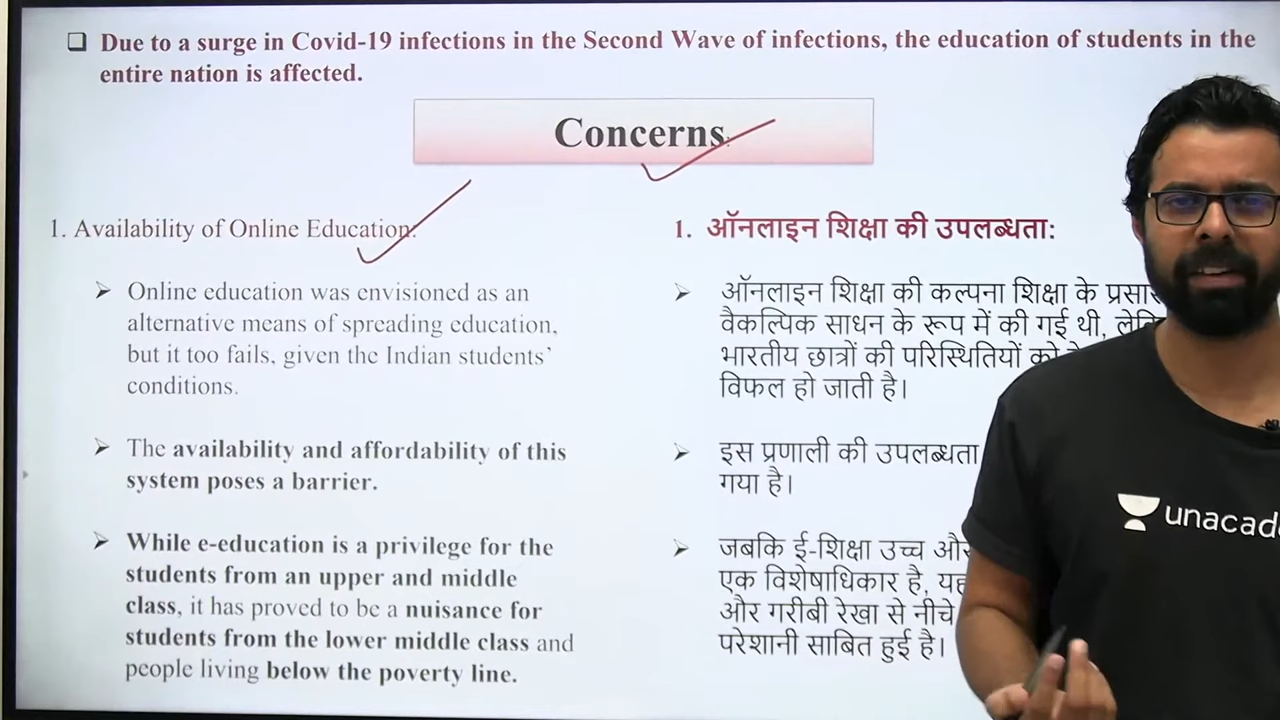 Due to a surge in Covid-19 infections in the Second Wave of infections, the education of students in the
entire nation is affected.
Concerns:
1. Availability of Online Education:
Online education was envisioned as an
alternative means of spreading education,
but it too fails, given the Indian students'
conditions.
The availability and affordability of this
system poses a barrier.
While e-education is a privilege for the
students from an upper and middle
class, it has proved to be a nuisance for
students from the lower middle class and
people living below the poverty line.
1. ऑनलाइन शिक्षा की उपलब्धता:
ऑनलाइन शिक्षा की कल्पना शिक्षा के
वैकल्पिक साधन के रूप में की गई थी,
भारतीय छात्रों की परिस्थितियों को
विफल हो जाती है।
इस प्रणाली की उपलब्धता
गया है।
जबकि ई-शिक्षा उच्च
एक विशेषाधिकार है,
और गरीबी रेखा से नीचे
परेशानी साबित हुई है।